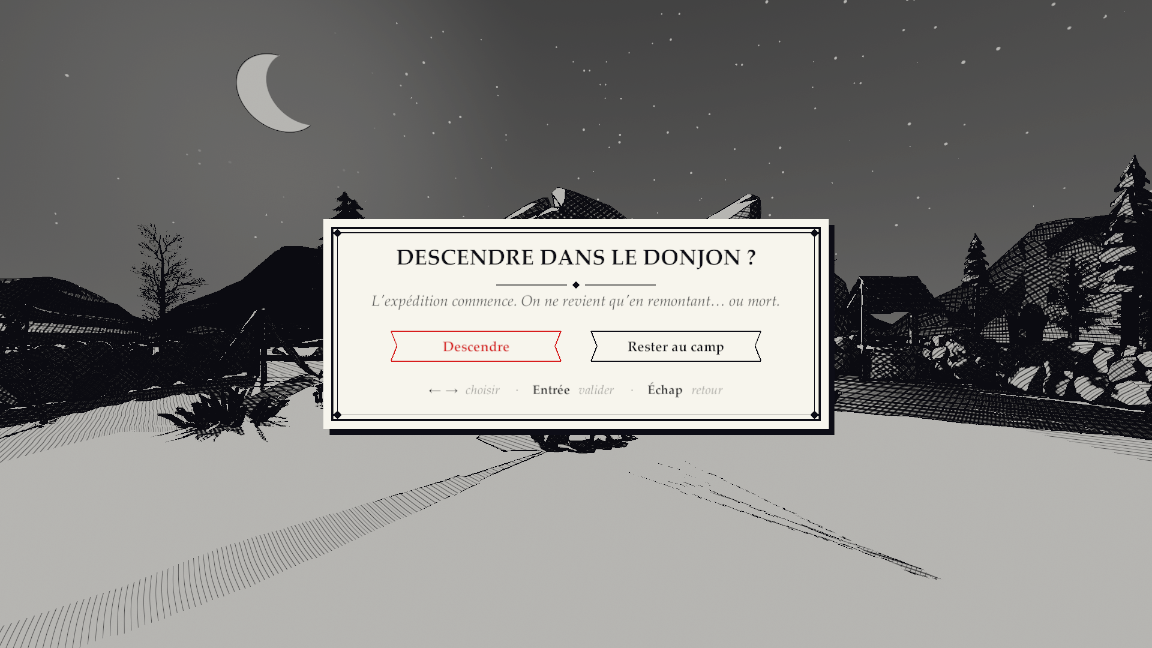 DESCENDRE DANS LE DONJON ?
L'expédition commence. On ne revient qu'en remontant… ou mort.
Descendre
Rester au camp
← → choisir · Entrée valider · Échap retour